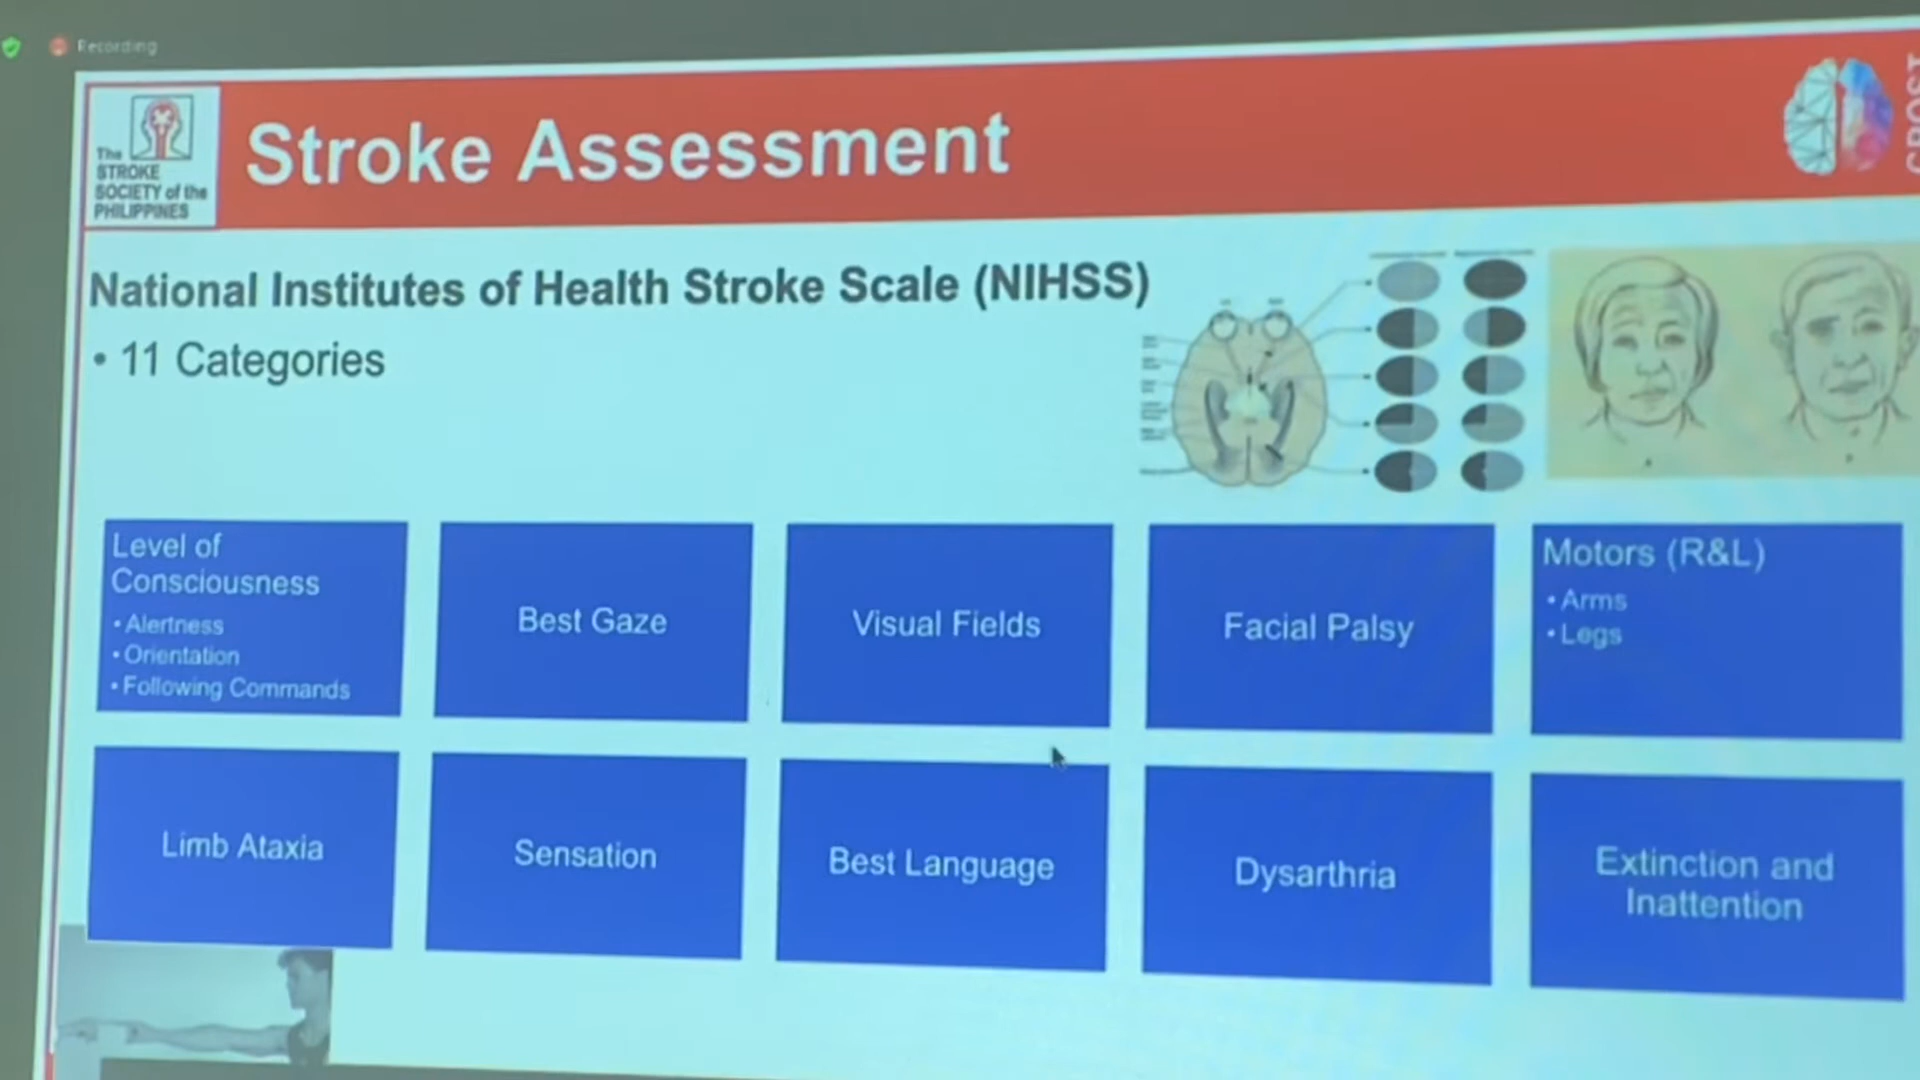 Recording
The
STROKE
SOCIETY of the
PHILIPPINES
Stroke Assessment
National Institutes of Health Stroke Scale (NIHSS)
• 11 Categories
Level of
Consciousness
• Alertness
• Orientation
• Following Commands
Best Gaze
Visual Fields
Facial Palsy
Motors (R&L)
• Arms
• Legs
Limb Ataxia
Sensation
Best Language
Dysarthria
Extinction and
Inattention